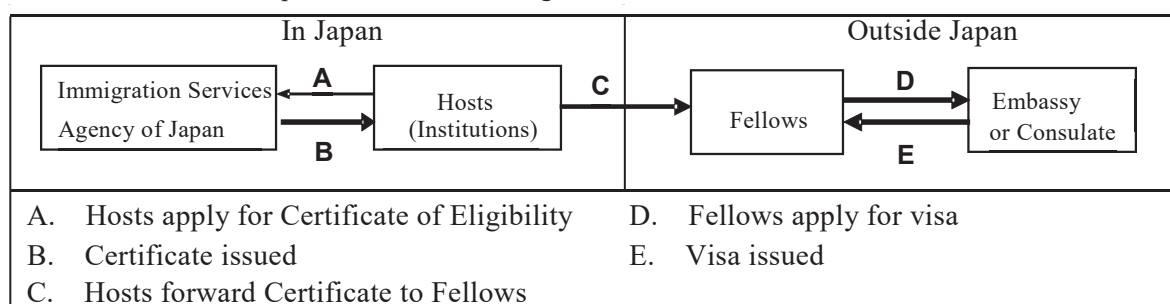 In Japan
Outside Japan
Immigration Services
Agency of Japan
A
B
Hosts
(Institutions)
C
Fellows
D
E
Embassy
or Consulate
A. Hosts apply for Certificate of Eligibility
B. Certificate issued
C. Hosts forward Certificate to Fellows
D. Fellows apply for visa
E. Visa issued